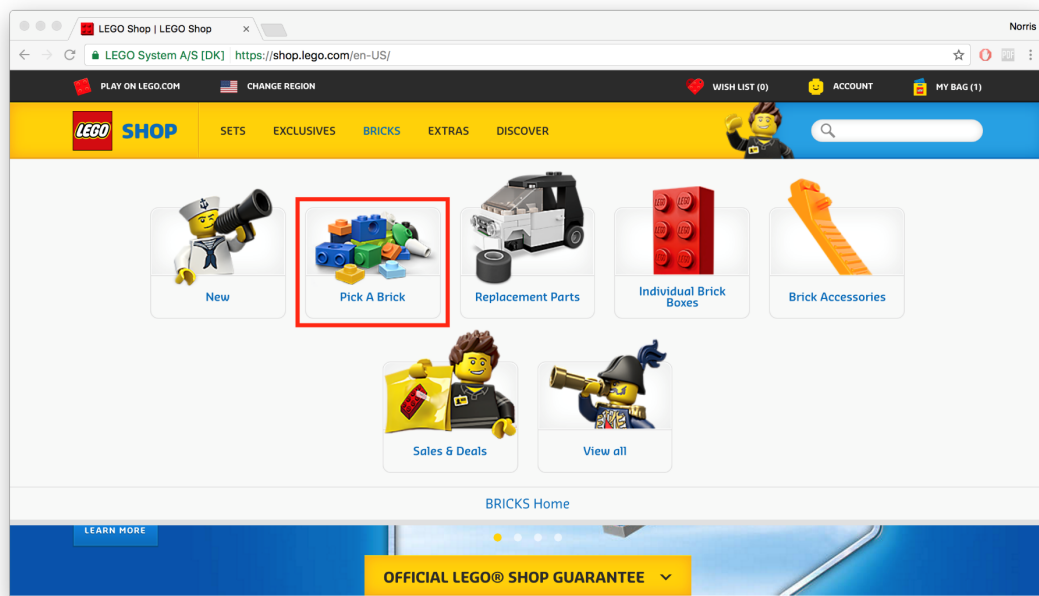 LEGO Shop | LEGO Shop
Norris
LEGO System A/S [DK] https://shop.lego.com/en-US/
PLAY ON LEGO.COM CHANGE REGION WISH LIST (0) ACCOUNT MY BAG (1)
LEGO SHOP SETS EXCLUSIVES BRICKS EXTRAS DISCOVER
New
Pick A Brick
Replacement Parts
Individual Brick
Boxes
Brick Accessories
Sales & Deals
View all
BRICKS Home
LEARN MORE
OFFICIAL LEGO® SHOP GUARANTEE